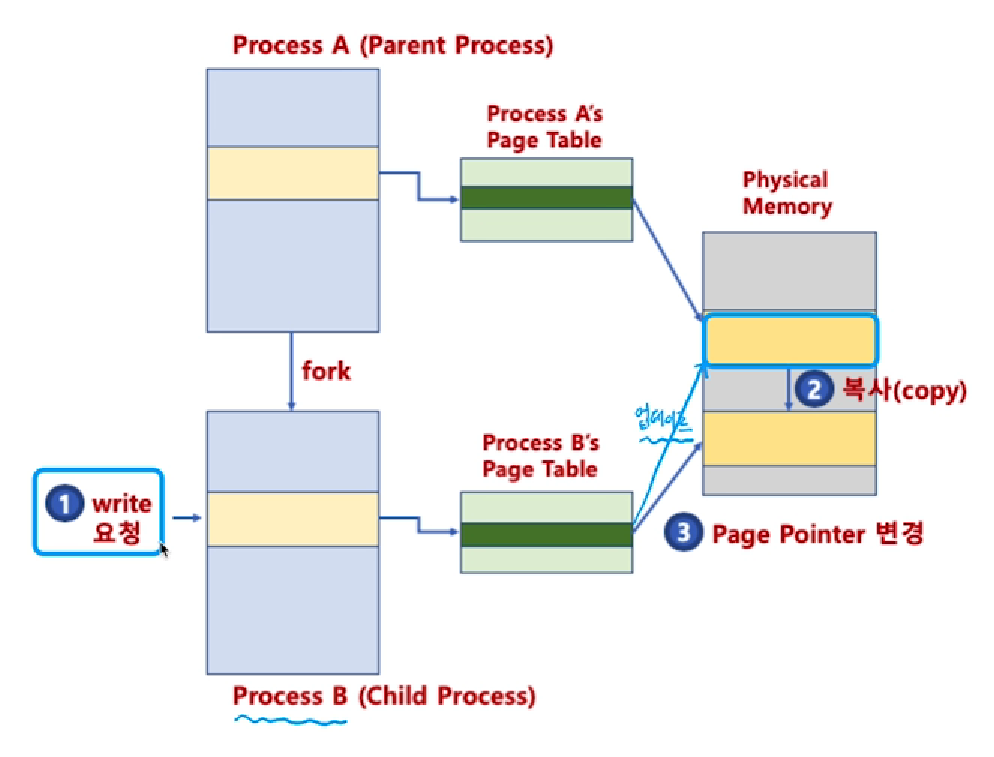 Process A (Parent Process)
Process A's
Page Table
Physical
Memory
fork
2 복사(copy)
업데이트
Process B's
Page Table
1 write
요청
3 Page Pointer 변경
Process B (Child Process)